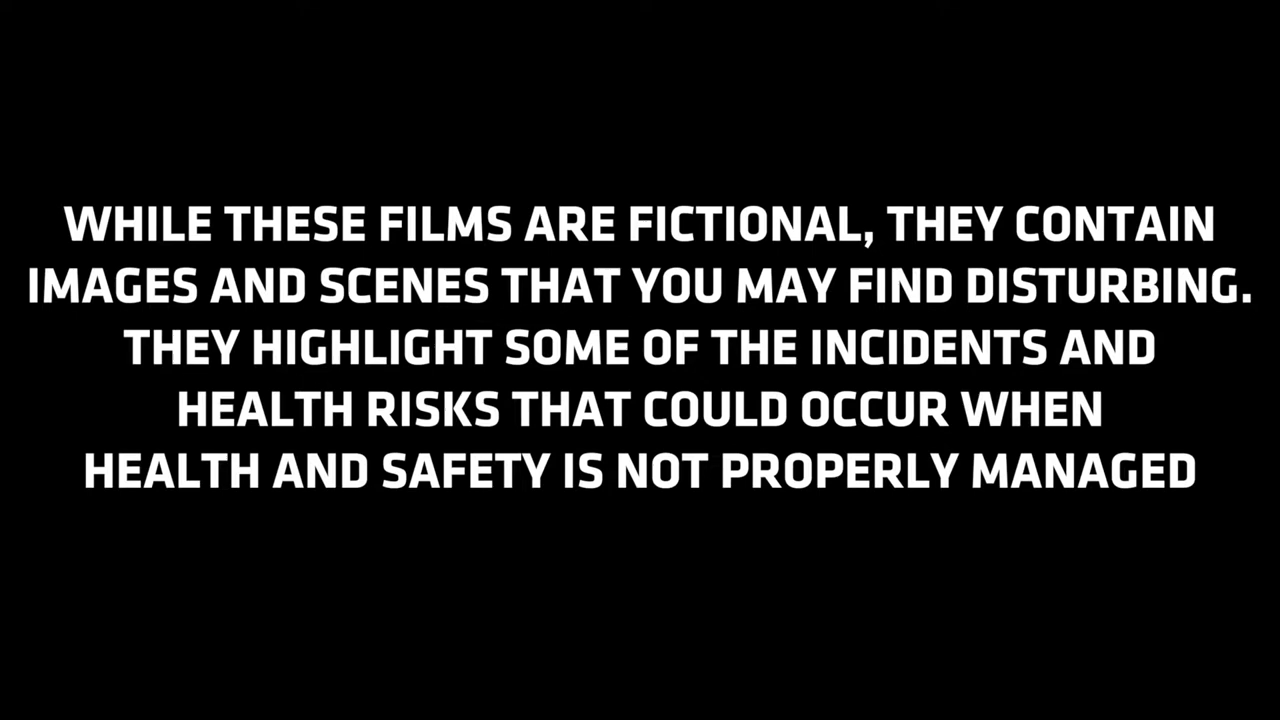 WHILE THESE FILMS ARE FICTIONAL, THEY CONTAIN
IMAGES AND SCENES THAT YOU MAY FIND DISTURBING.
THEY HIGHLIGHT SOME OF THE INCIDENTS AND
HEALTH RISKS THAT COULD OCCUR WHEN
HEALTH AND SAFETY IS NOT PROPERLY MANAGED